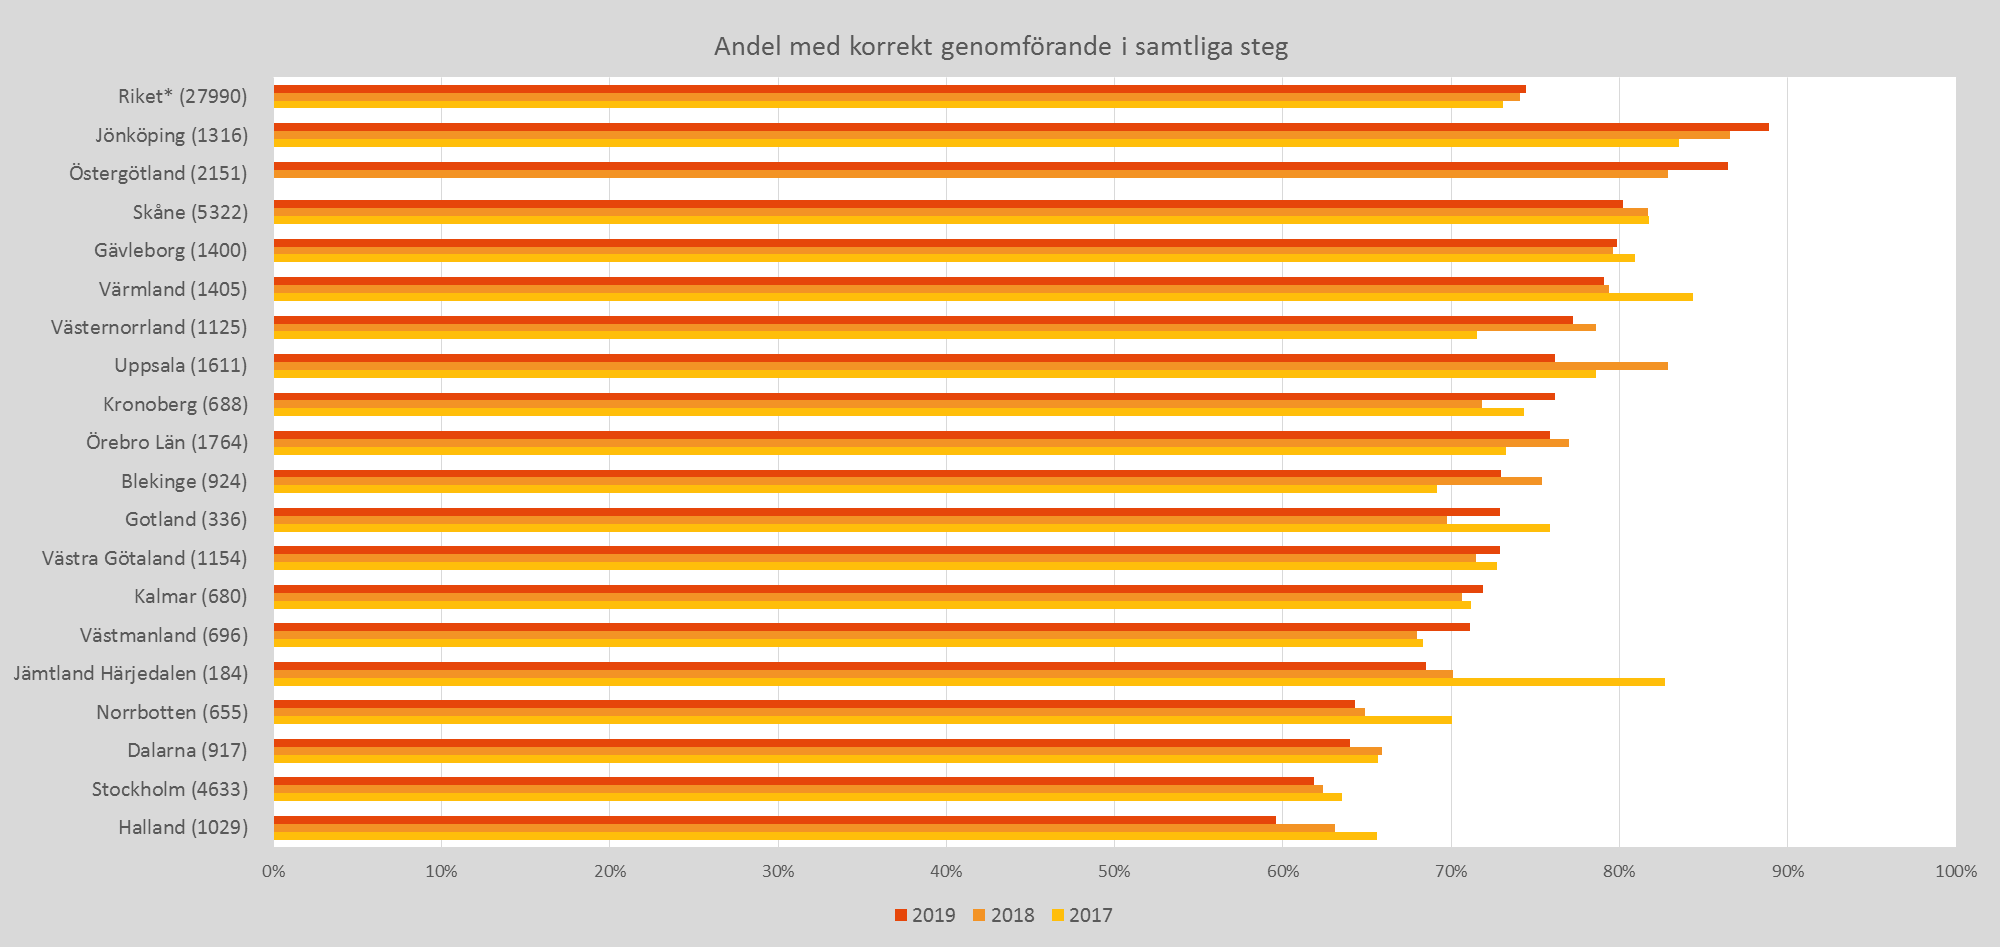 Andel med korrekt genomförande i samtliga steg
Riket* (27990)
Jönköping (1316)
Östergötland (2151)
Skåne (5322)
Gävleborg (1400)
Värmland (1405)
Västernorrland (1125)
Uppsala (1611)
Kronoberg (688)
Örebro Län (1764)
Blekinge (924)
Gotland (336)
Västra Götaland (1154)
Kalmar (680)
Västmanland (696)
Jämtland Härjedalen (184)
Norrbotten (655)
Dalarna (917)
Stockholm (4633)
Halland (1029)
0% 10% 20% 30% 40% 50% 60% 70% 80% 90% 100%
2019 2018 2017